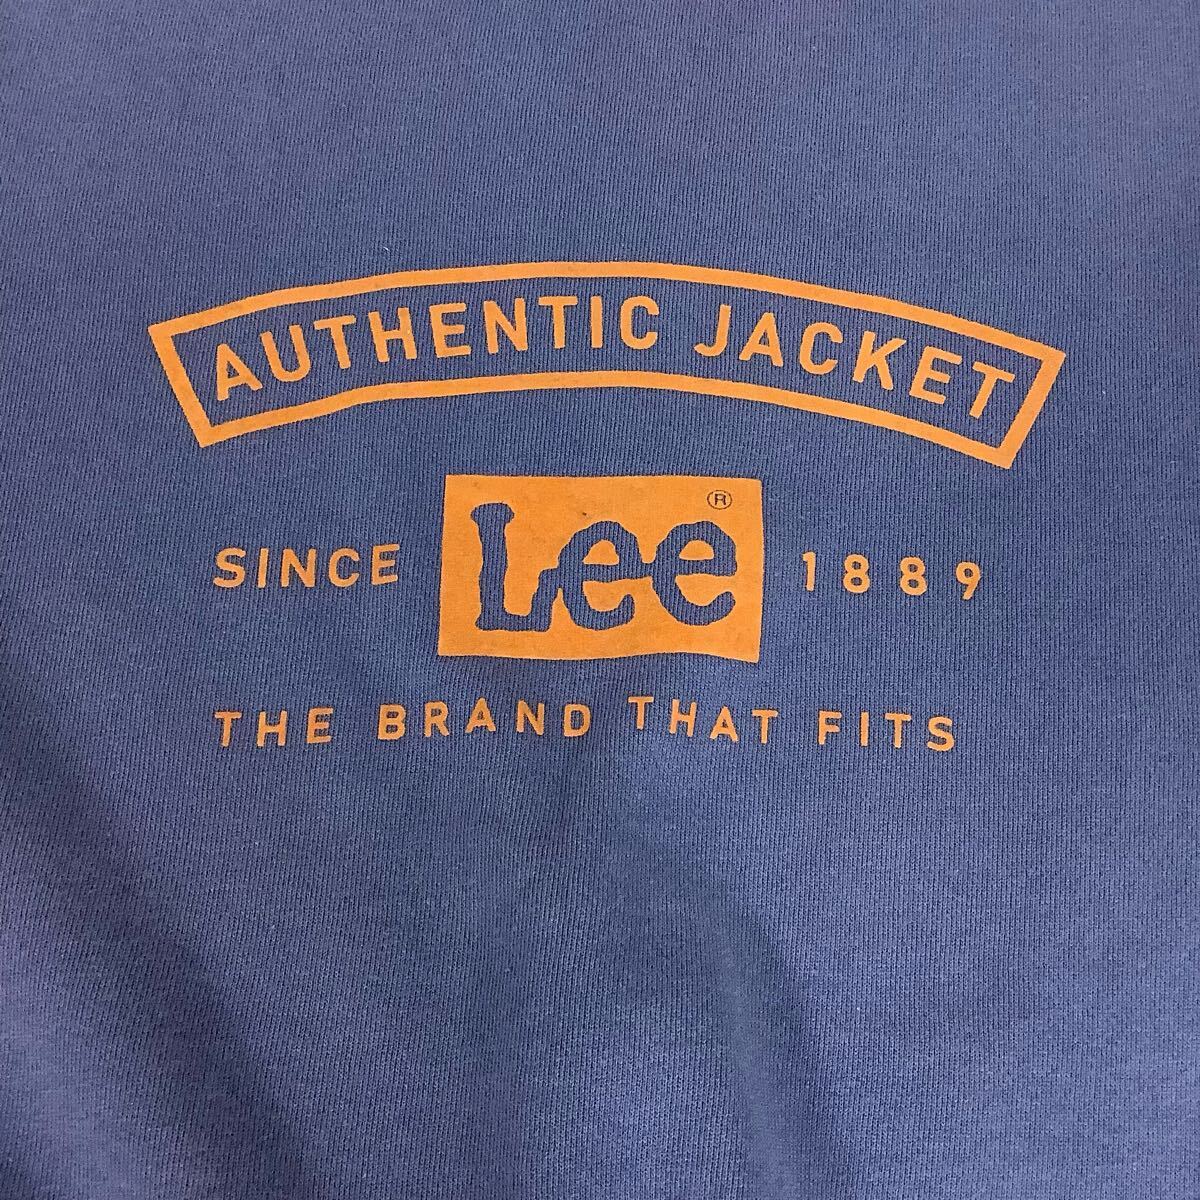 AUTHENTIC JACKET
SINCE Lee® 1889
THE BRAND THAT FITS